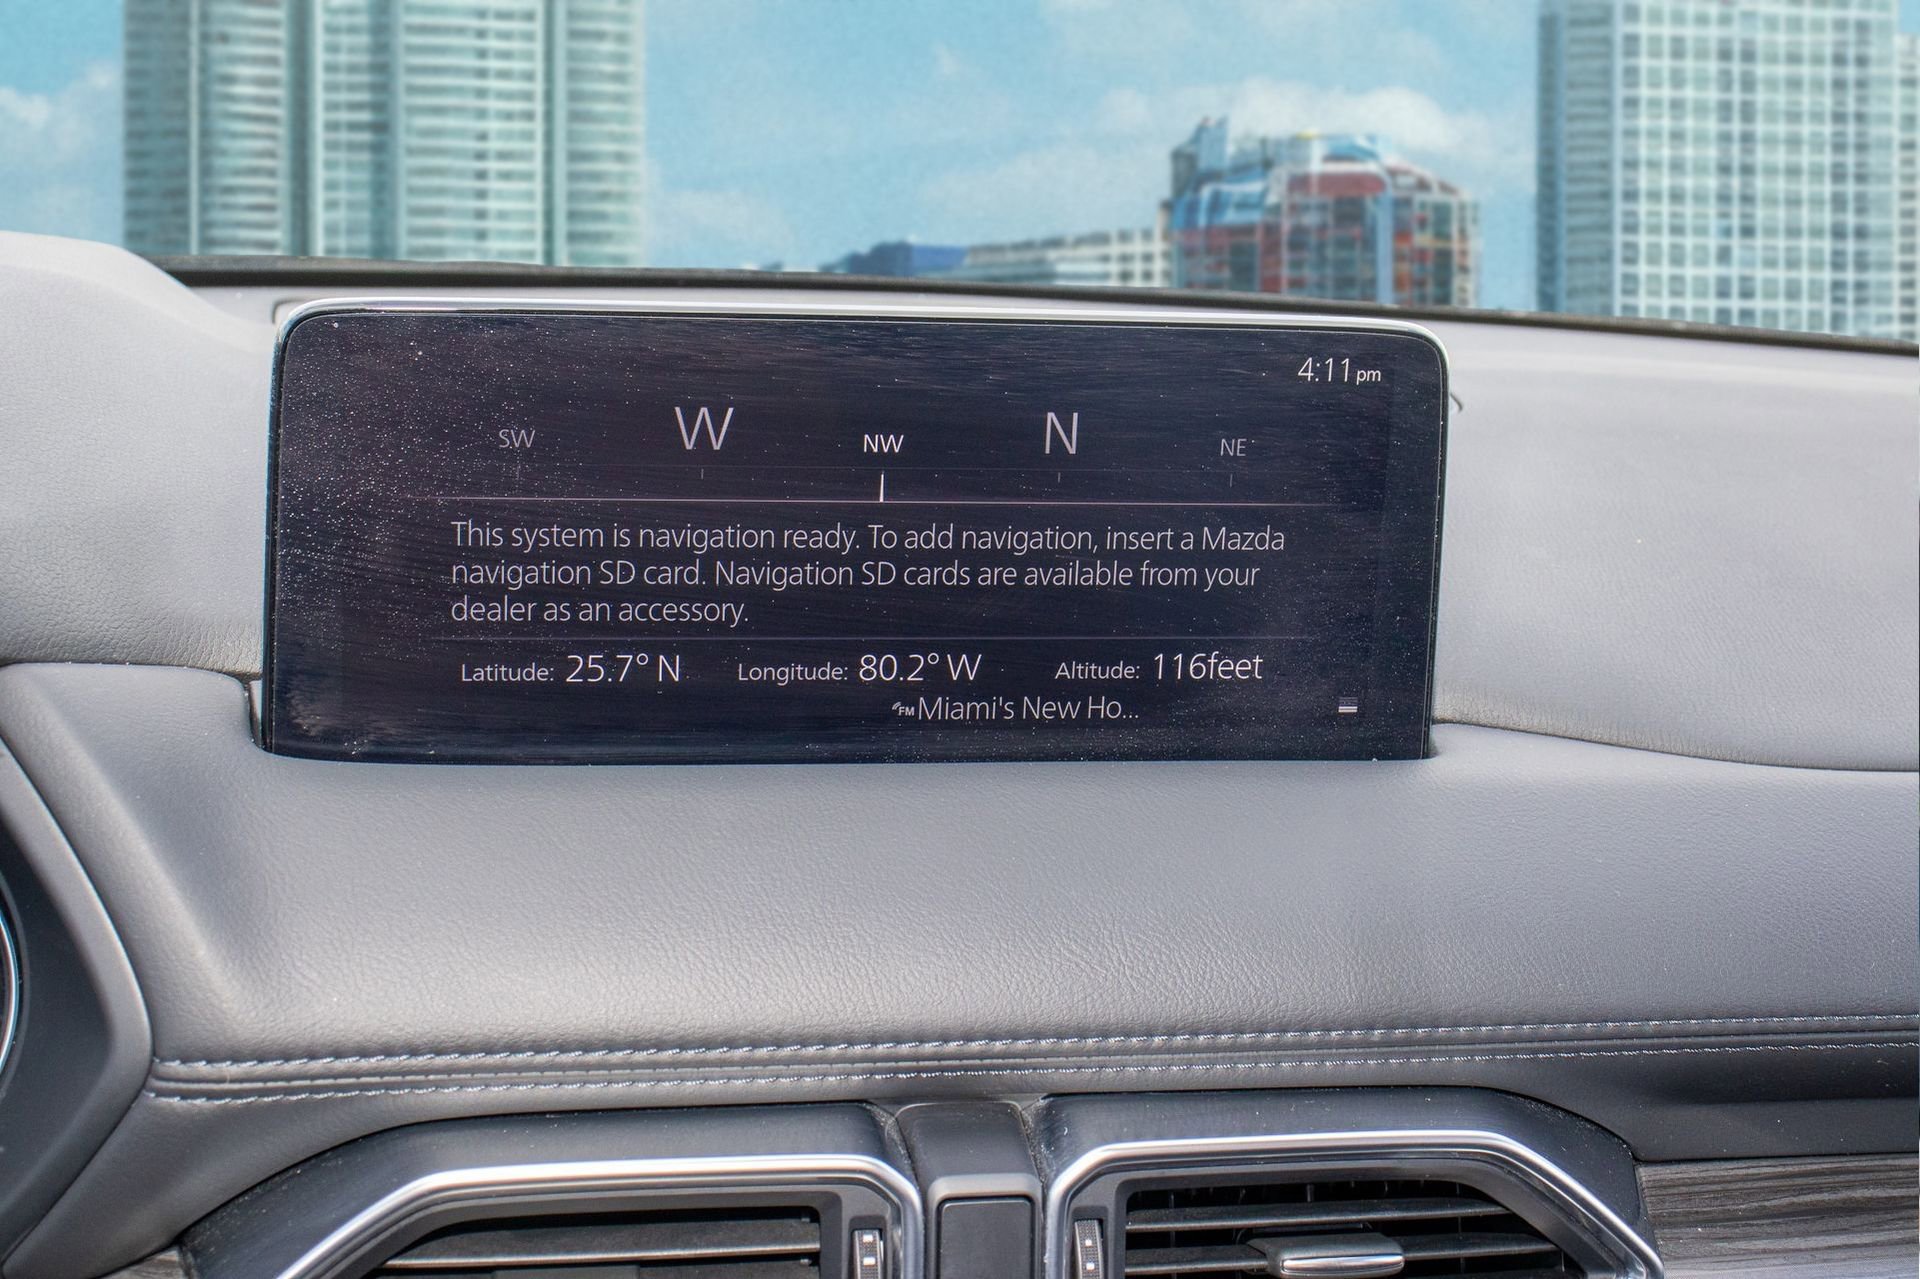 4:11 pm
SW W NW N NE
This system is navigation ready. To add navigation, insert a Mazda
navigation SD card. Navigation SD cards are available from your
dealer as an accessory.
Latitude: 25.7° N Longitude: 80.2° W Altitude: 116feet
FM Miami's New Ho...